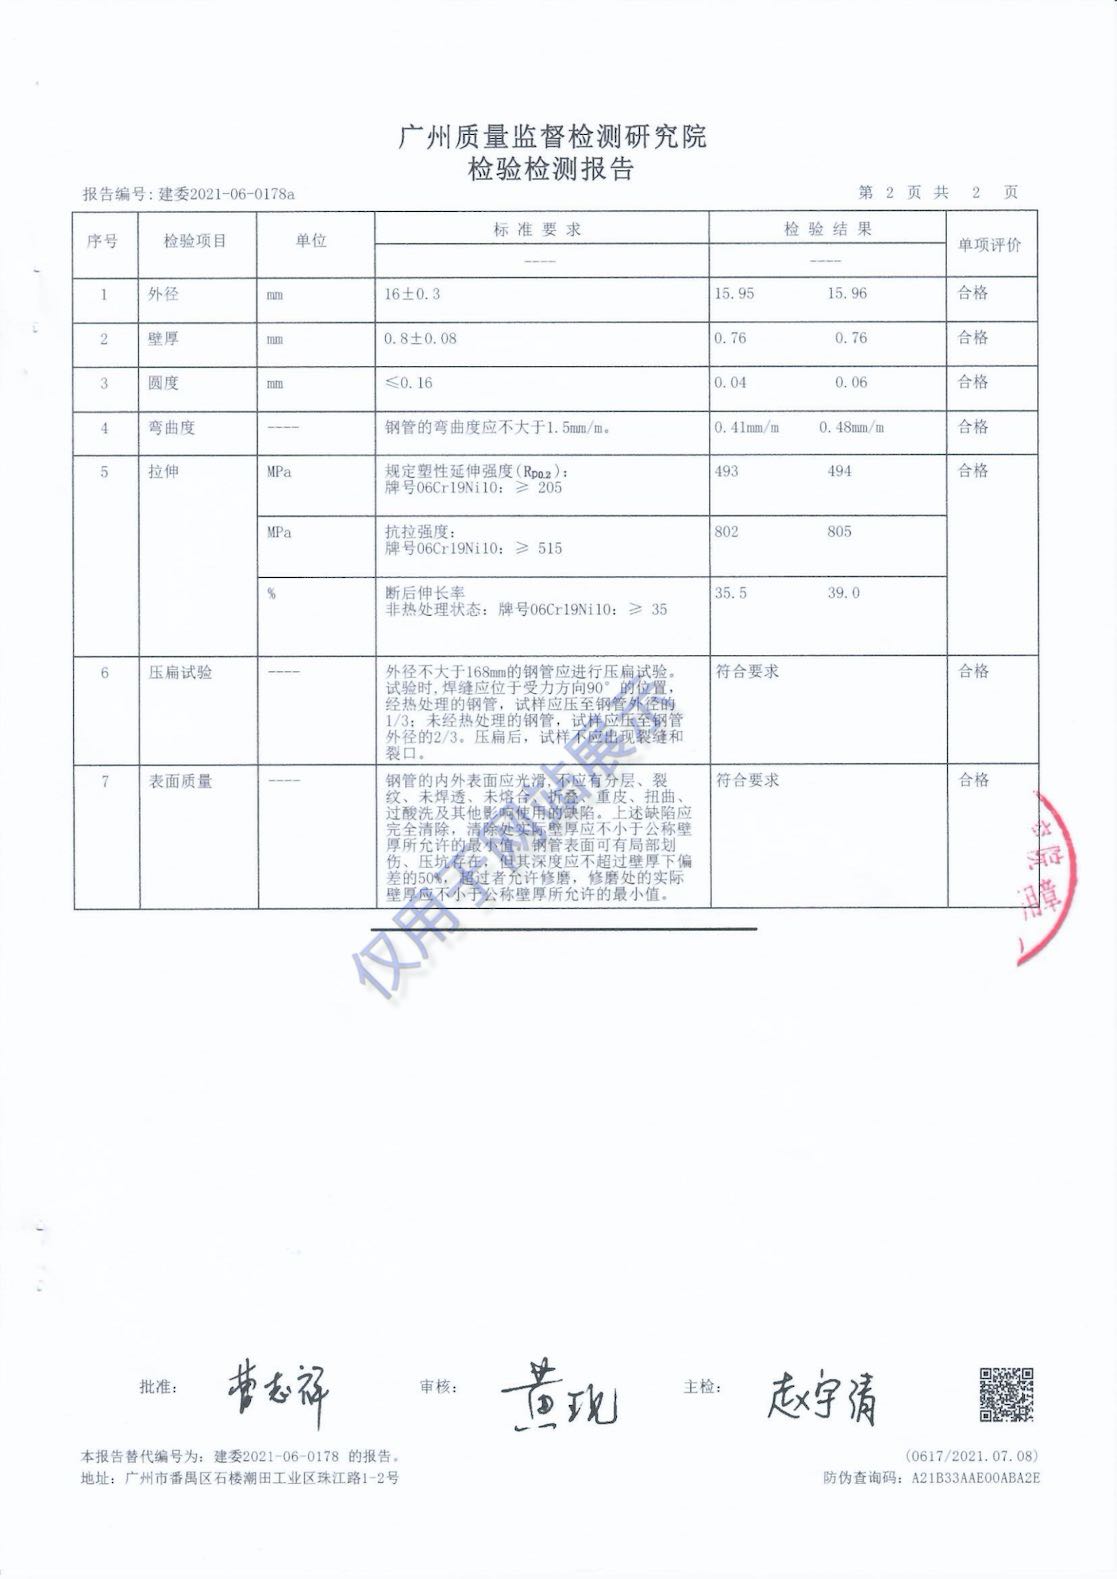 广州质量监督检测研究院
检验检测报告
报告编号:建委2021-06-0178a
第 2 页 共 2 页
序号 检验项目 单位 标准要求 检验结果 单项评价
---- ----
1 外径 mm 16±0.3 15.95 15.96 合格
2 壁厚 mm 0.8±0.08 0.76 0.76 合格
3 圆度 mm ≤0.16 0.04 0.06 合格
4 弯曲度 ---- 钢管的弯曲度应不大于1.5mm/m。 0.41mm/m 0.48mm/m 合格
5 拉伸 MPa 规定塑性延伸强度(Rp0.2): 493 494 合格
牌号06Cr19Ni10: ≥ 205
MPa 抗拉强度: 802 805
牌号06Cr19Ni10: ≥ 515
% 断后伸长率 35.5 39.0
非热处理状态: 牌号06Cr19Ni10: ≥ 35
6 压扁试验 ---- 外径不大于168mm的钢管应进行压扁试验。 符合要求 合格
试验时,焊缝应位于受力方向90°的位置,
经热处理的钢管, 试样应压至钢管外径的
1/3; 未经热处理的钢管, 试样应压至钢管
外径的2/3。压扁后, 试样不应出现裂缝和
裂口。
7 表面质量 ---- 钢管的内外表面应光滑,不应有分层、裂 符合要求 合格
纹、未焊透、未熔合、折叠、重皮、扭曲、
过酸洗及其他影响使用的缺陷。上述缺陷应
完全清除, 清除处实际壁厚应不小于公称壁
厚所允许的最小值。钢管表面可有局部划
伤、压坑存在, 但其深度应不超过壁厚下偏
差的50%, 超过者允许修磨, 修磨处的实际
壁厚应不小于公称壁厚所允许的最小值。
仅用于网站展示
批准: 曹志祥 审核: 黄现 主检: 赵宇清
本报告替代编号为: 建委2021-06-0178 的报告。
(0617/2021.07.08)
地址: 广州市番禺区石楼潮田工业区珠江路1-2号
防伪查询码: A21B33AAE00ABA2E